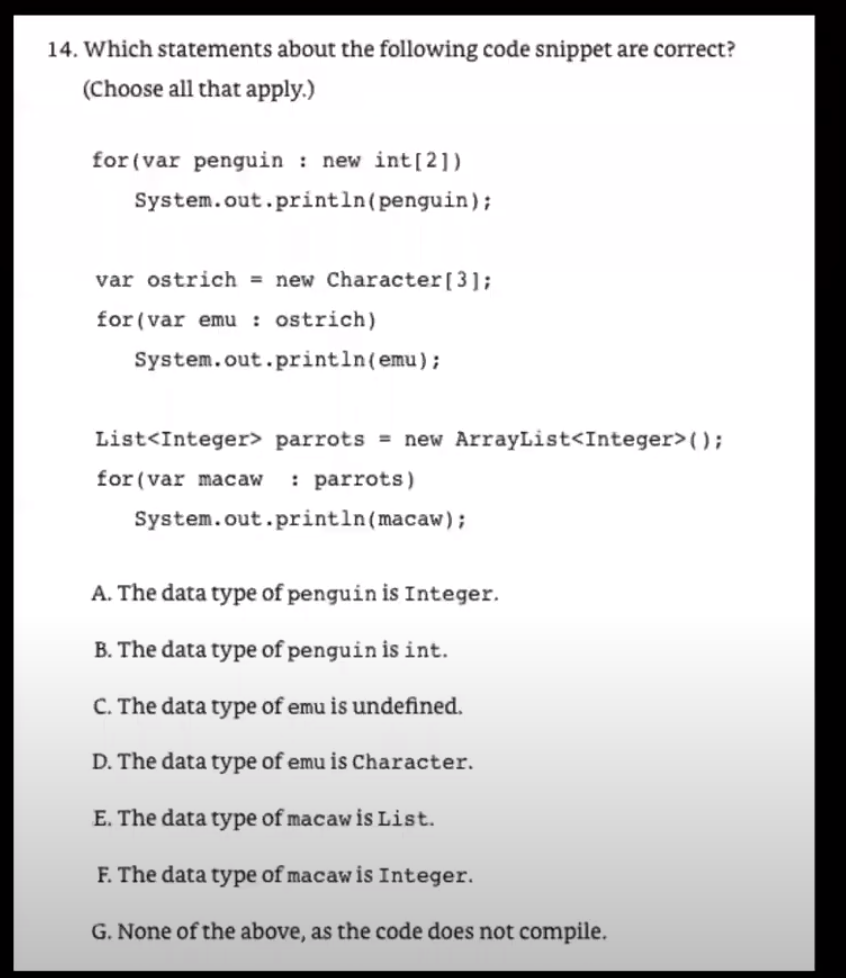 14. Which statements about the following code snippet are correct?
(Choose all that apply.)
for(var penguin : new int[2])
System.out.println(penguin);
var ostrich = new Character[3];
for(var emu : ostrich)
System.out.println(emu);
List<Integer> parrots = new ArrayList<Integer>();
for(var macaw : parrots)
System.out.println(macaw);
A. The data type of penguin is Integer.
B. The data type of penguin is int.
C. The data type of emu is undefined.
D. The data type of emu is Character.
E. The data type of macaw is List.
F. The data type of macaw is Integer.
G. None of the above, as the code does not compile.